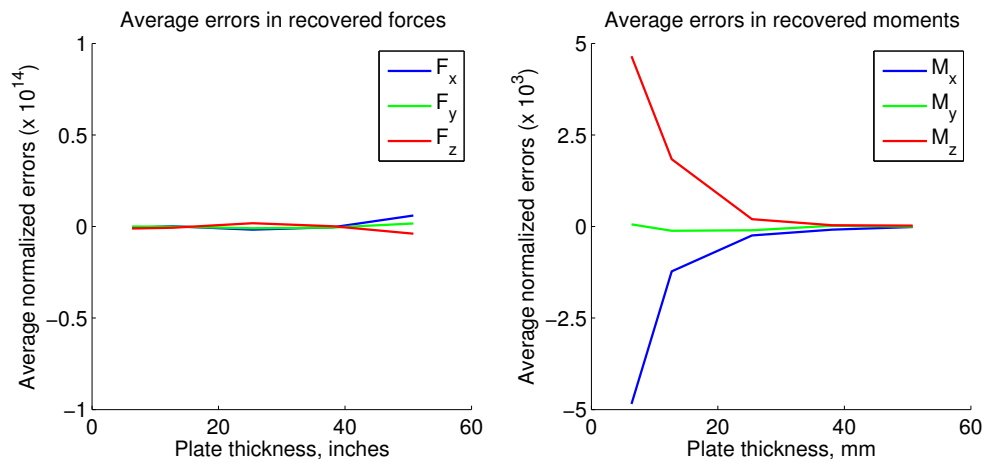 Average errors in recovered forces
Average normalized errors (x 10^14)
1
0.5
0
−0.5
−1
0
20
40
60
Plate thickness, inches
F_x
F_y
F_z
Average errors in recovered moments
Average normalized errors (x 10^3)
5
2.5
0
−2.5
−5
0
20
40
60
Plate thickness, mm
M_x
M_y
M_z